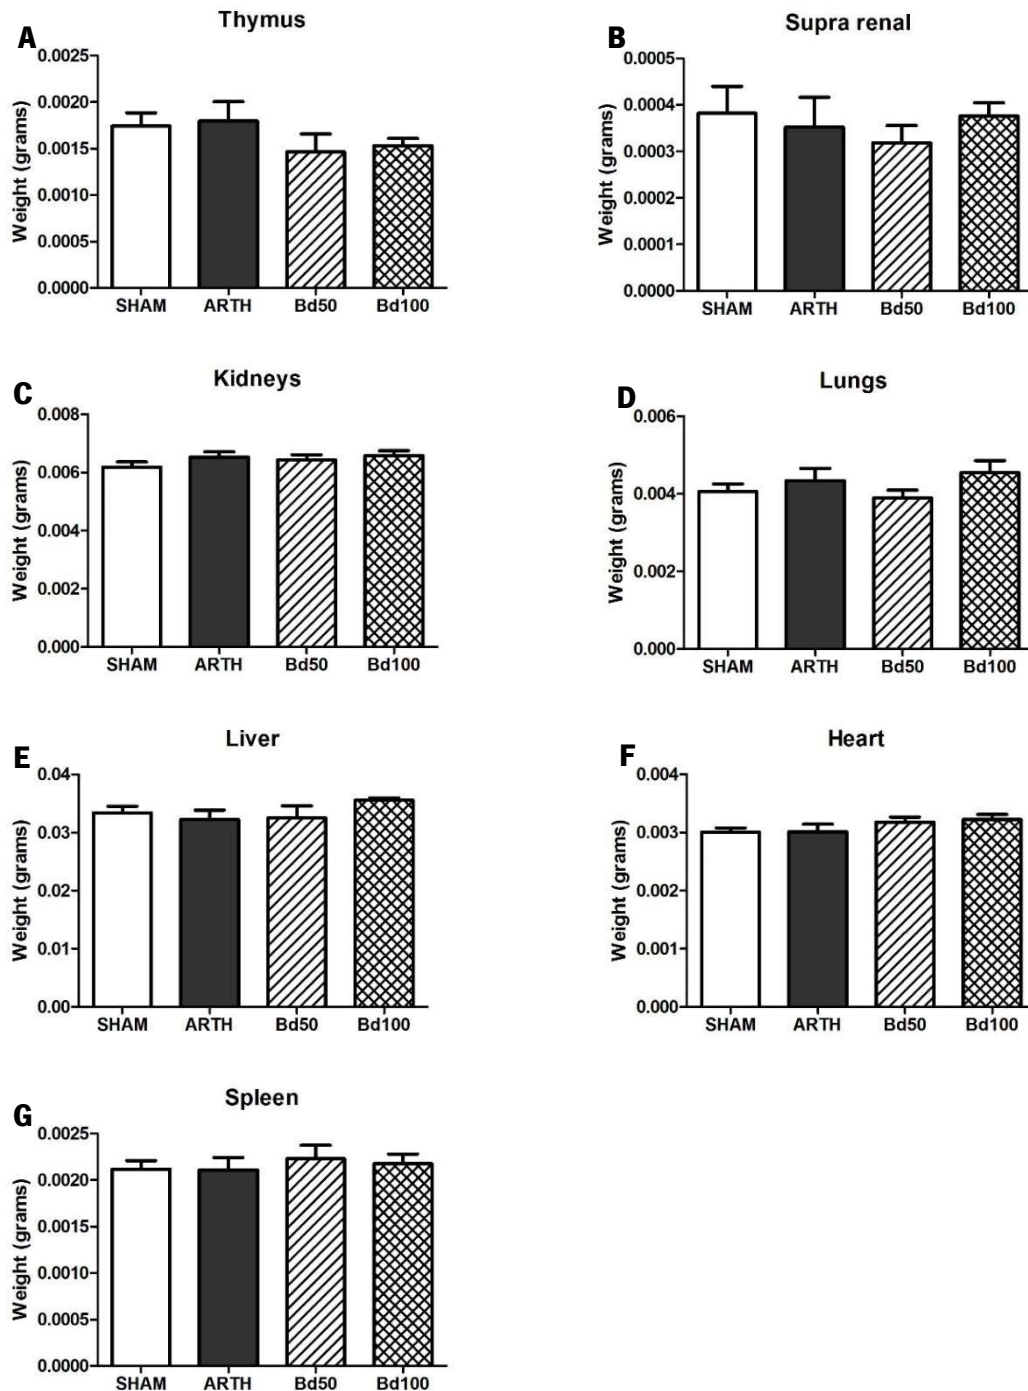 A
Thymus
Weight (grams)
0.0025
0.0020
0.0015
0.0010
0.0005
0.0000
SHAM ARTH Bd50 Bd100
B
Supra renal
Weight (grams)
0.0005
0.0004
0.0003
0.0002
0.0001
0.0000
SHAM ARTH Bd50 Bd100
C
Kidneys
Weight (grams)
0.008
0.006
0.004
0.002
0.000
SHAM ARTH Bd50 Bd100
D
Lungs
Weight (grams)
0.006
0.004
0.002
0.000
SHAM ARTH Bd50 Bd100
E
Liver
Weight (grams)
0.04
0.03
0.02
0.01
0.00
SHAM ARTH Bd50 Bd100
F
Heart
Weight (grams)
0.004
0.003
0.002
0.001
0.000
SHAM ARTH Bd50 Bd100
G
Spleen
Weight (grams)
0.0025
0.0020
0.0015
0.0010
0.0005
0.0000
SHAM ARTH Bd50 Bd100